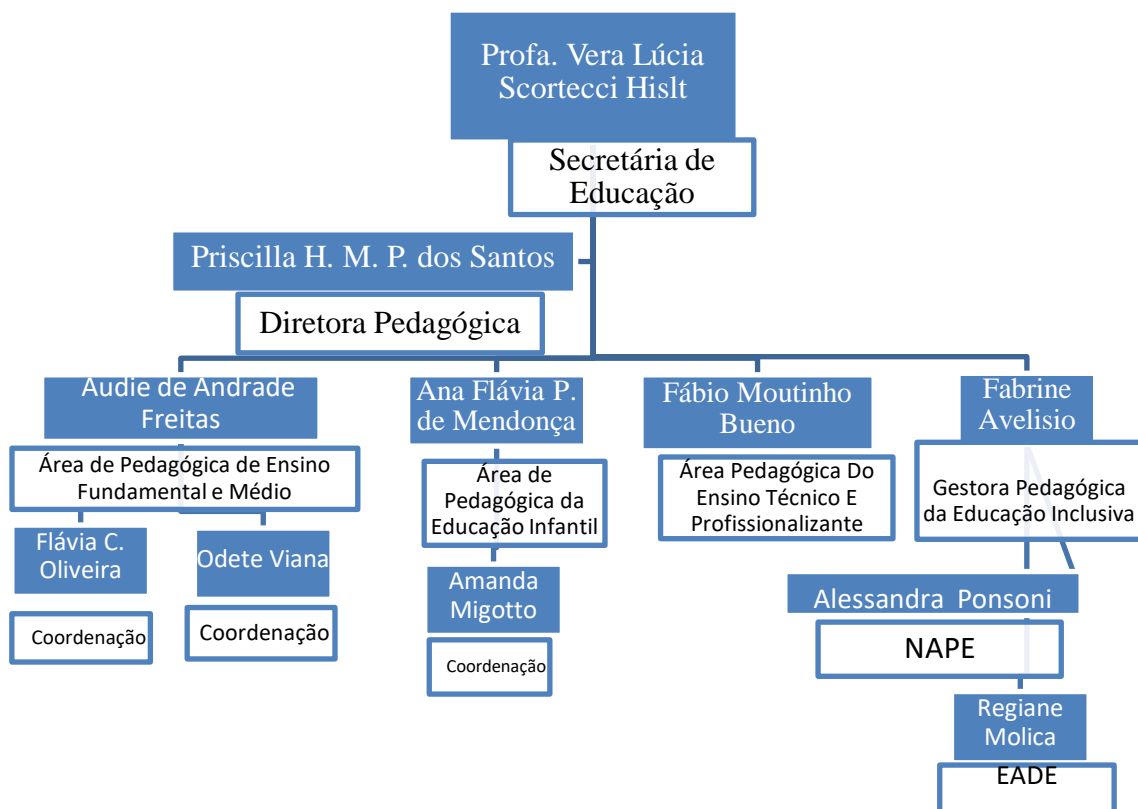 Profa. Vera Lúcia
Scortecci Hislt
Secretária de
Educação
Priscilla H. M. P. dos Santos
Diretora Pedagógica
Audie de Andrade
Freitas
Área de Pedagógica de Ensino
Fundamental e Médio
Flávia C.
Oliveira
Coordenação
Odete Viana
Coordenação
Ana Flávia P.
de Mendonça
Área de
Pedagógica da
Educação Infantil
Amanda
Migotto
Coordenação
Fábio Moutinho
Bueno
Área Pedagógica Do
Ensino Técnico E
Profissionalizante
Fabrine
Avelisio
Gestora Pedagógica
da Educação Inclusiva
Alessandra Ponsoni
NAPE
Regiane
Molica
EADE